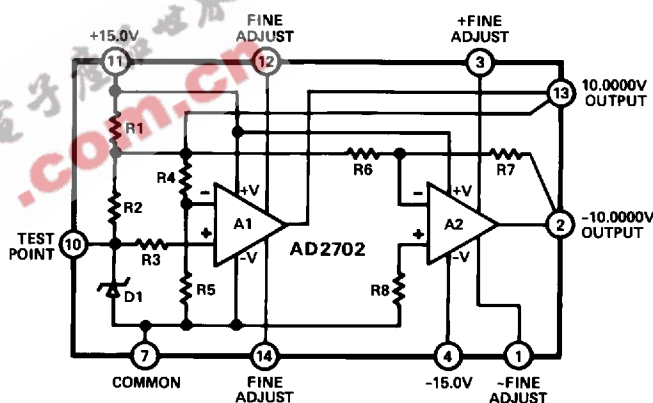 FINE
ADJUST
+FINE
ADJUST
+15.0V
11
12
3
13
10.0000V
OUTPUT
R1
R4
R6
R7
R2
+V
+V
A1
A2
−
+
−
+
−V
−V
TEST
POINT
10
R3
AD2702
2
-10.0000V
OUTPUT
D1
R5
R8
7
14
4
1
COMMON
FINE
ADJUST
-15.0V
-FINE
ADJUST
.com.cn